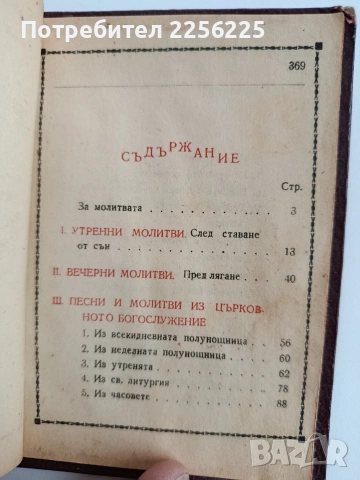 Потребител 2256225
369
СЪДЪРЖАНИЕ
Стр.
За молитвата 3
I. УТРЕННИ МОЛИТВИ. След ставане
от сън 13
II. ВЕЧЕРНИ МОЛИТВИ. Пред лягане 40
III. ПЕСНИ И МОЛИТВИ ИЗ ЦЪРКОВ-
НОТО БОГОСЛУЖЕНИЕ
1. Из всекидневната полунощница 56
2. Из неделната полунощница 60
3. Из утренята 62
4. Из св. литургия 78
5. Из часовете 88
BAZAR
bg